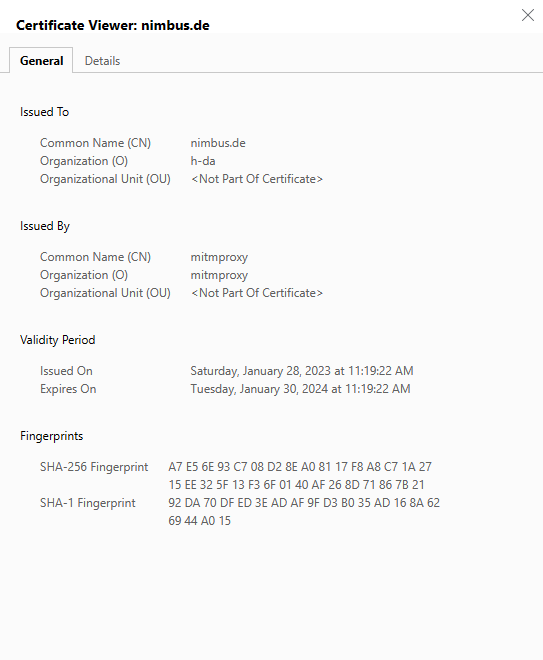 Certificate Viewer: nimbus.de
General Details
Issued To
Common Name (CN) nimbus.de
Organization (O) h-da
Organizational Unit (OU) <Not Part Of Certificate>
Issued By
Common Name (CN) mitmproxy
Organization (O) mitmproxy
Organizational Unit (OU) <Not Part Of Certificate>
Validity Period
Issued On Saturday, January 28, 2023 at 11:19:22 AM
Expires On Tuesday, January 30, 2024 at 11:19:22 AM
Fingerprints
SHA-256 Fingerprint A7 E5 6E 93 C7 08 D2 8E A0 81 17 F8 A8 C7 1A 27
15 EE 32 5F 13 F3 6F 01 40 AF 26 8D 71 86 7B 21
SHA-1 Fingerprint 92 DA 70 DF ED 3E AD AF 9F D3 B0 35 AD 16 8A 62
69 44 A0 15